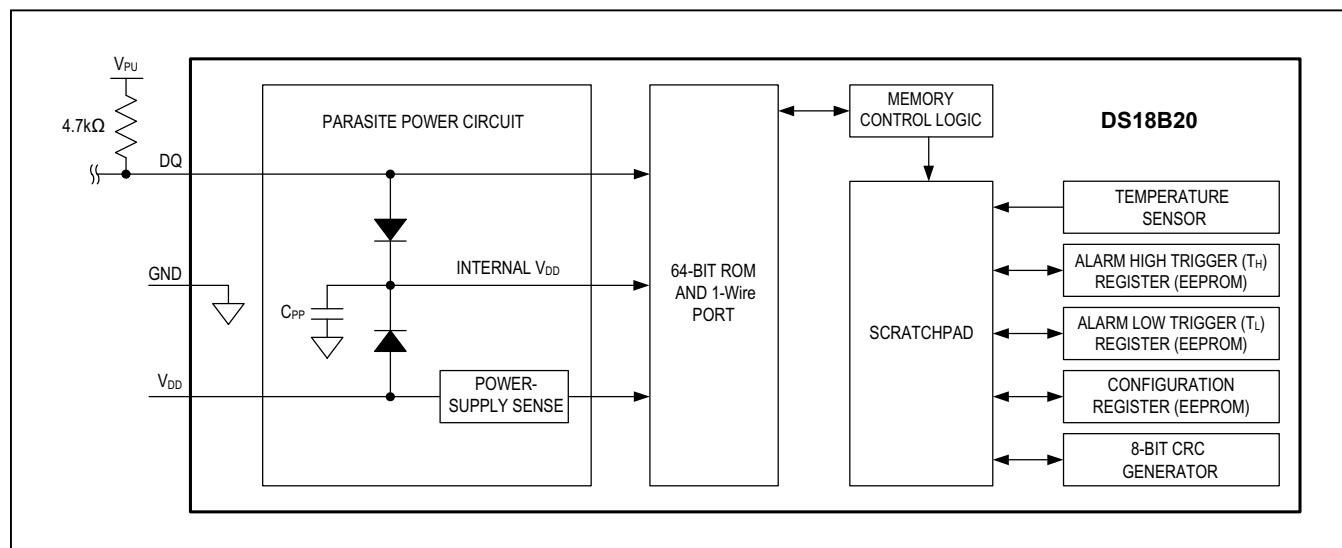 VPU
4.7kΩ
DQ
GND
VDD
PARASITE POWER CIRCUIT
INTERNAL VDD
CPP
POWER-
SUPPLY SENSE
64-BIT ROM
AND 1-Wire
PORT
MEMORY
CONTROL LOGIC
SCRATCHPAD
DS18B20
TEMPERATURE
SENSOR
ALARM HIGH TRIGGER (TH)
REGISTER (EEPROM)
ALARM LOW TRIGGER (TL)
REGISTER (EEPROM)
CONFIGURATION
REGISTER (EEPROM)
8-BIT CRC
GENERATOR